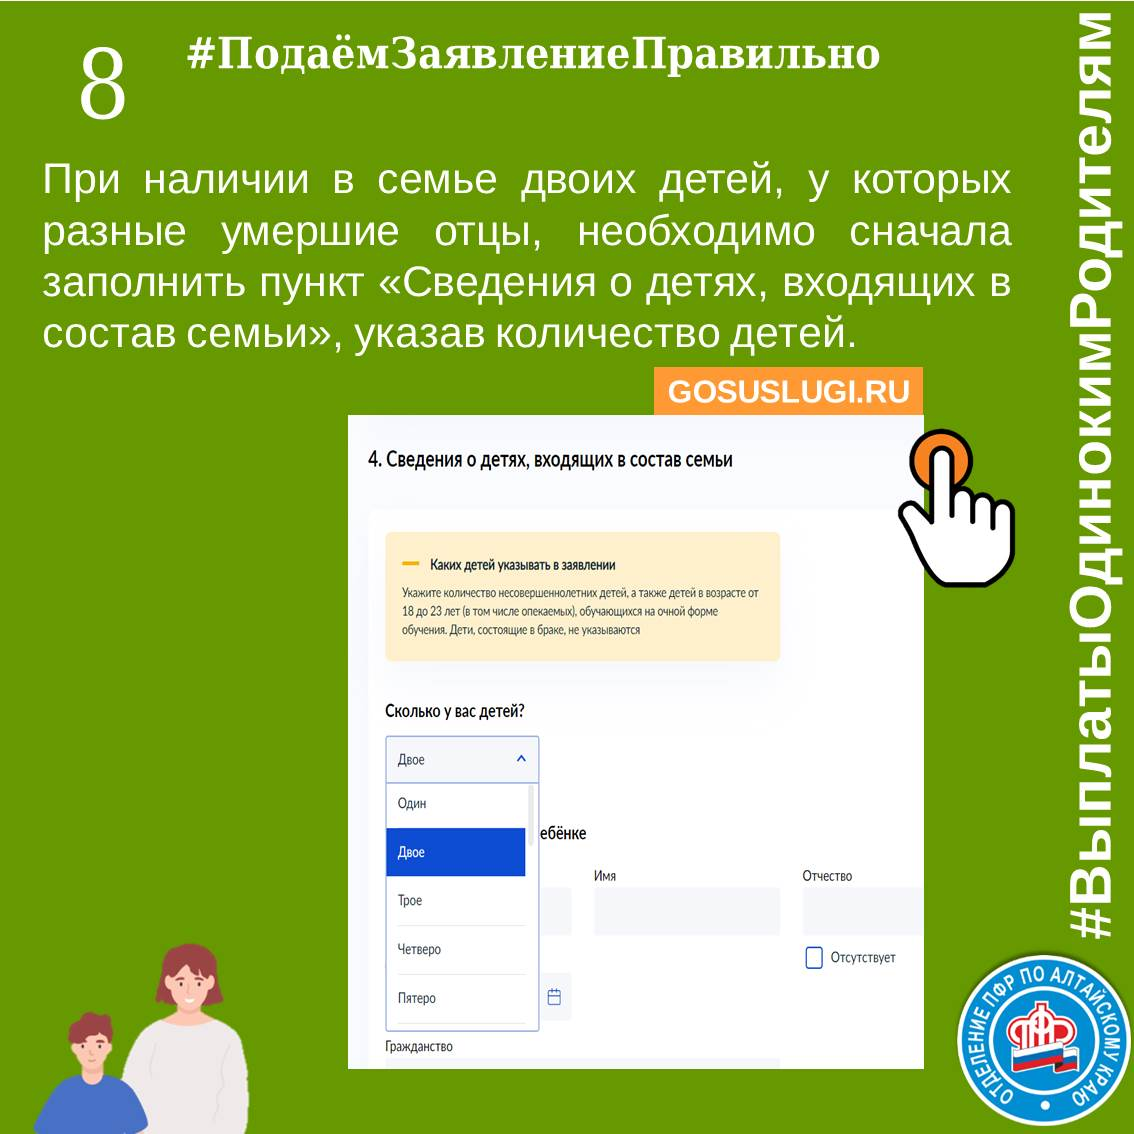 8
#ПодаёмЗаявлениеПравильно
При наличии в семье двоих детей, у которых
разные умершие отцы, необходимо сначала
заполнить пункт «Сведения о детях, входящих в
состав семьи», указав количество детей.
GOSUSLUGI.RU
4. Сведения о детях, входящих в состав семьи
Каких детей указывать в заявлении
Укажите количество несовершеннолетних детей, а также детей в возрасте от
18 до 23 лет (в том числе опекаемых), обучающихся на очной форме
обучения. Дети, состоящие в браке, не указываются
Сколько у вас детей?
Двое
Один
Двое
Трое
Четверо
Пятеро
ебёнке
Имя
Отчество
Отсутствует
Гражданство
#ВыплатыОдинокимРодителям
ОТДЕЛЕНИЕ ПФР ПО АЛТАЙСКОМУ КРАЮ